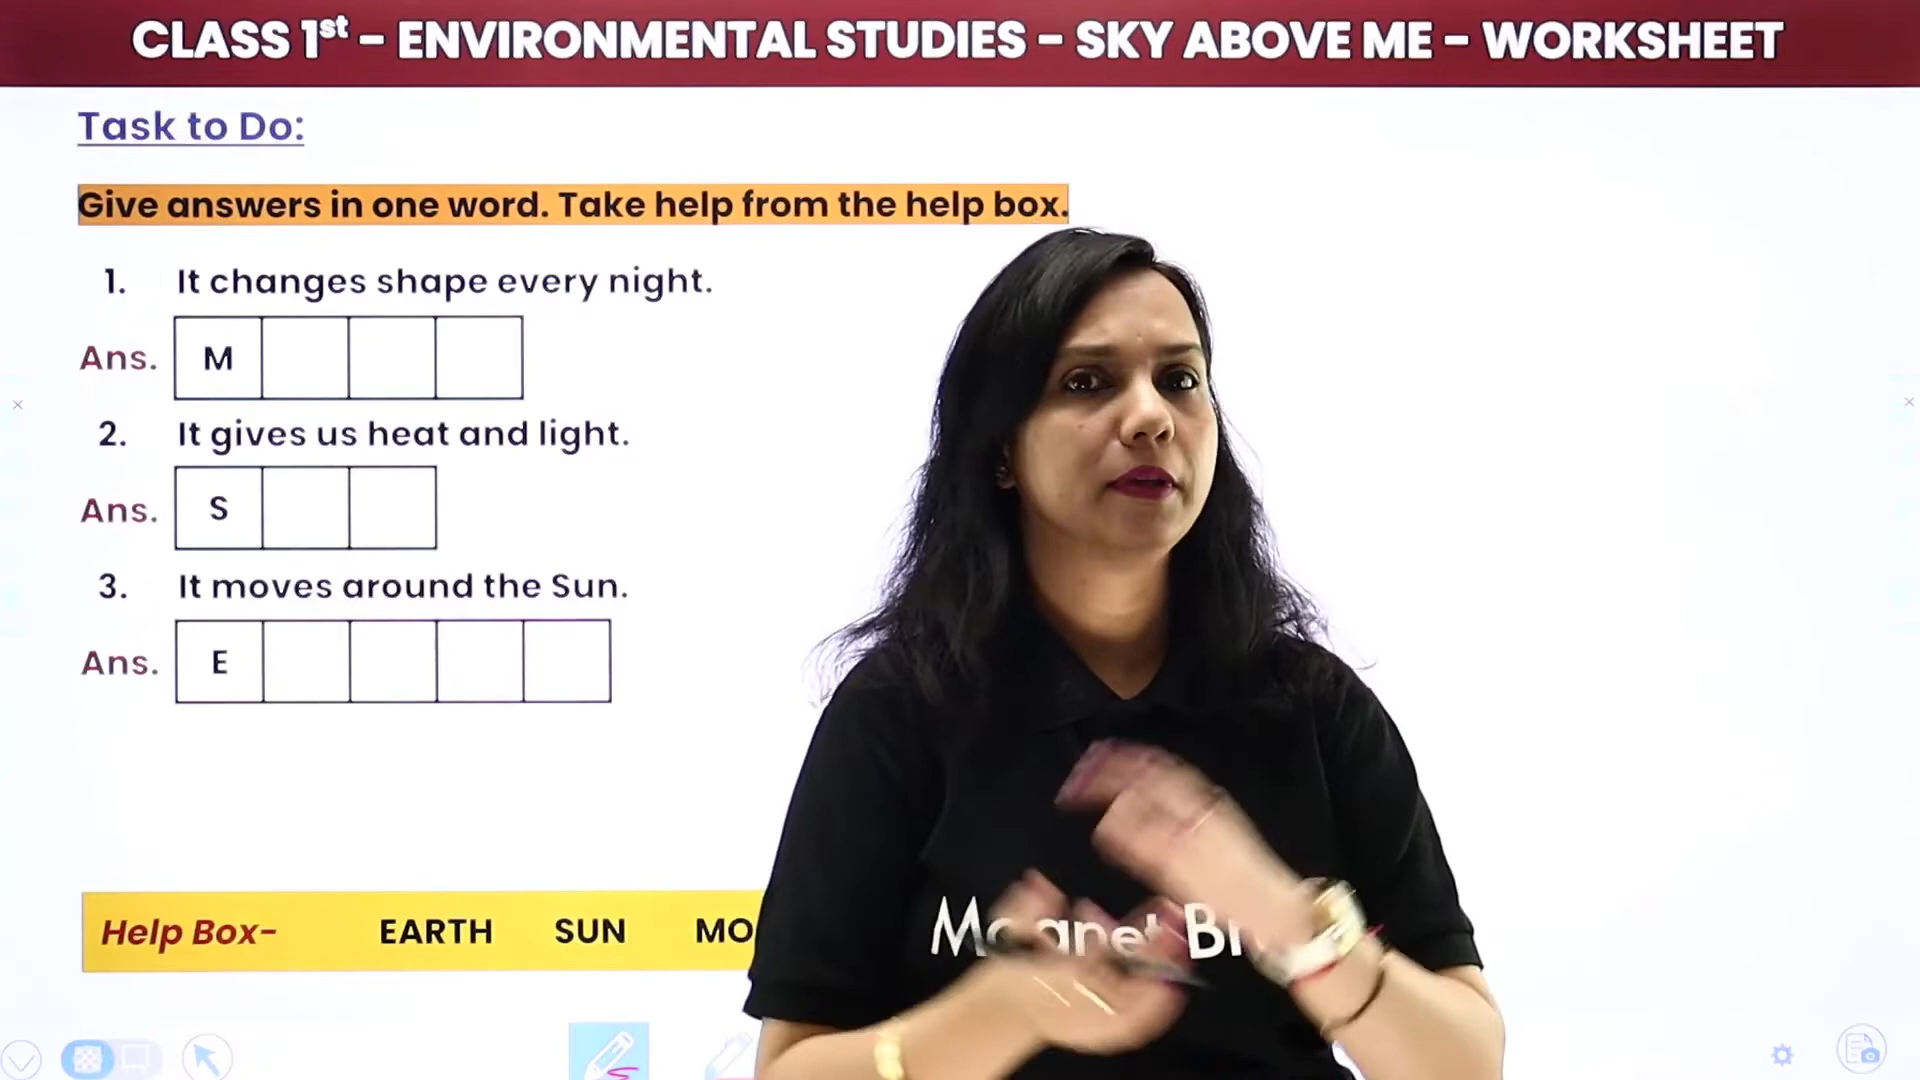 CLASS 1st - ENVIRONMENTAL STUDIES - SKY ABOVE ME - WORKSHEET
Task to Do:
Give answers in one word. Take help from the help box.
1. It changes shape every night.
Ans. M
2. It gives us heat and light.
Ans. S
3. It moves around the Sun.
Ans. E
Help Box- EARTH SUN